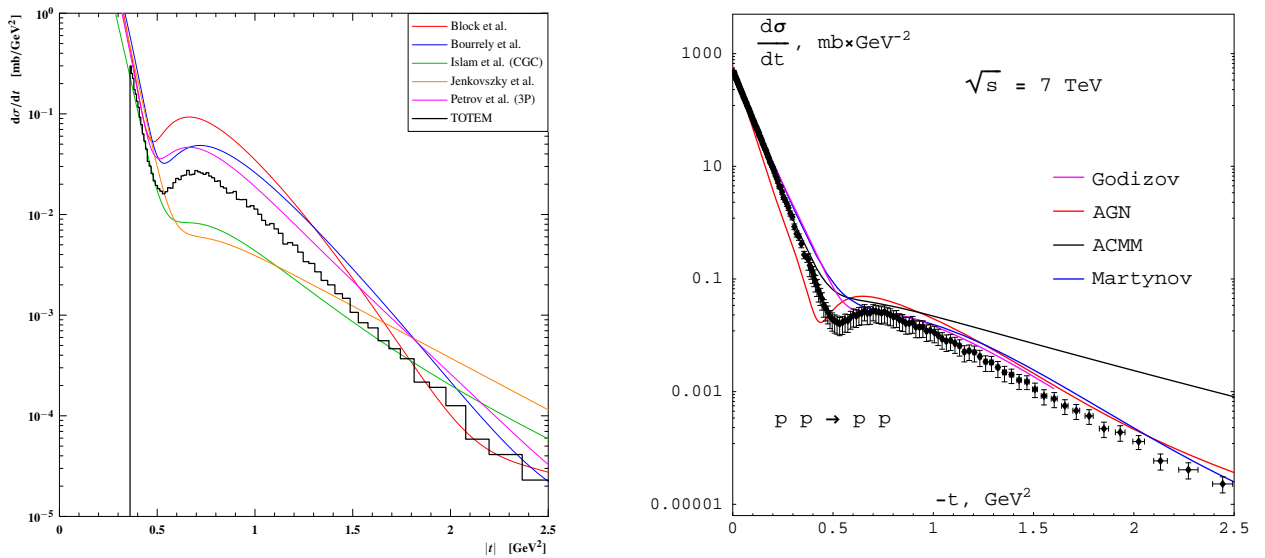 dσ/dt [mb/GeV²]
10⁰
10⁻¹
10⁻²
10⁻³
10⁻⁴
10⁻⁵
Block et al.
Bourrely et al.
Islam et al. (CGC)
Jenkovszky et al.
Petrov et al. (3P)
TOTEM
0 0.5 1 1.5 2 2.5
|t| [GeV²]
dσ/dt, mb×GeV⁻²
√s = 7 TeV
1000
10
0.1
0.001
0.00001
Godizov
AGN
ACMM
Martynov
p p → p p
-t, GeV²
0 0.5 1 1.5 2 2.5